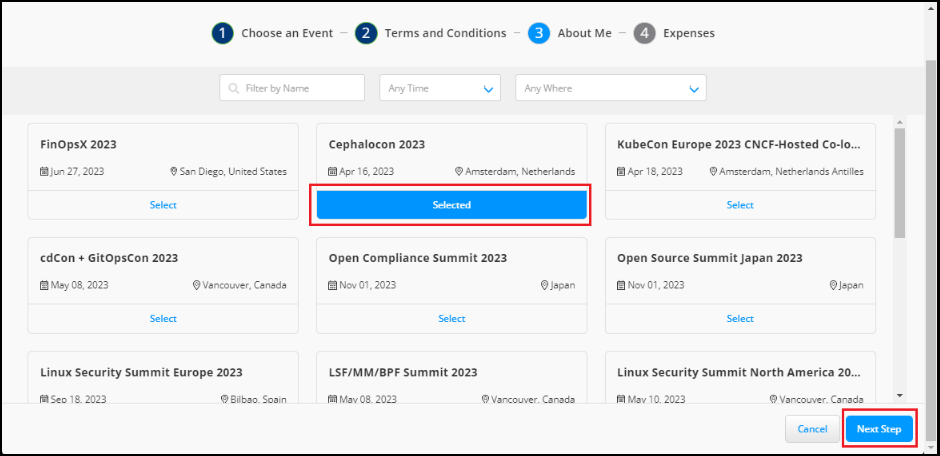 1 Choose an Event – 2 Terms and Conditions – 3 About Me – 4 Expenses
Filter by Name Any Time Any Where
FinOpsX 2023
Jun 27, 2023 San Diego, United States
Select
Cephalocon 2023
Apr 16, 2023 Amsterdam, Netherlands
Selected
KubeCon Europe 2023 CNCF-Hosted Co-lo...
Apr 18, 2023 Amsterdam, Netherlands Antilles
Select
cdCon + GitOpsCon 2023
May 08, 2023 Vancouver, Canada
Select
Open Compliance Summit 2023
Nov 01, 2023 Japan
Select
Open Source Summit Japan 2023
Nov 01, 2023 Japan
Select
Linux Security Summit Europe 2023
Sep 18, 2023 Bilbao, Spain
LSF/MM/BPF Summit 2023
May 08, 2023 Vancouver, Canada
Linux Security Summit North America 20...
May 10, 2023 Vancouver, Canada
Cancel Next Step